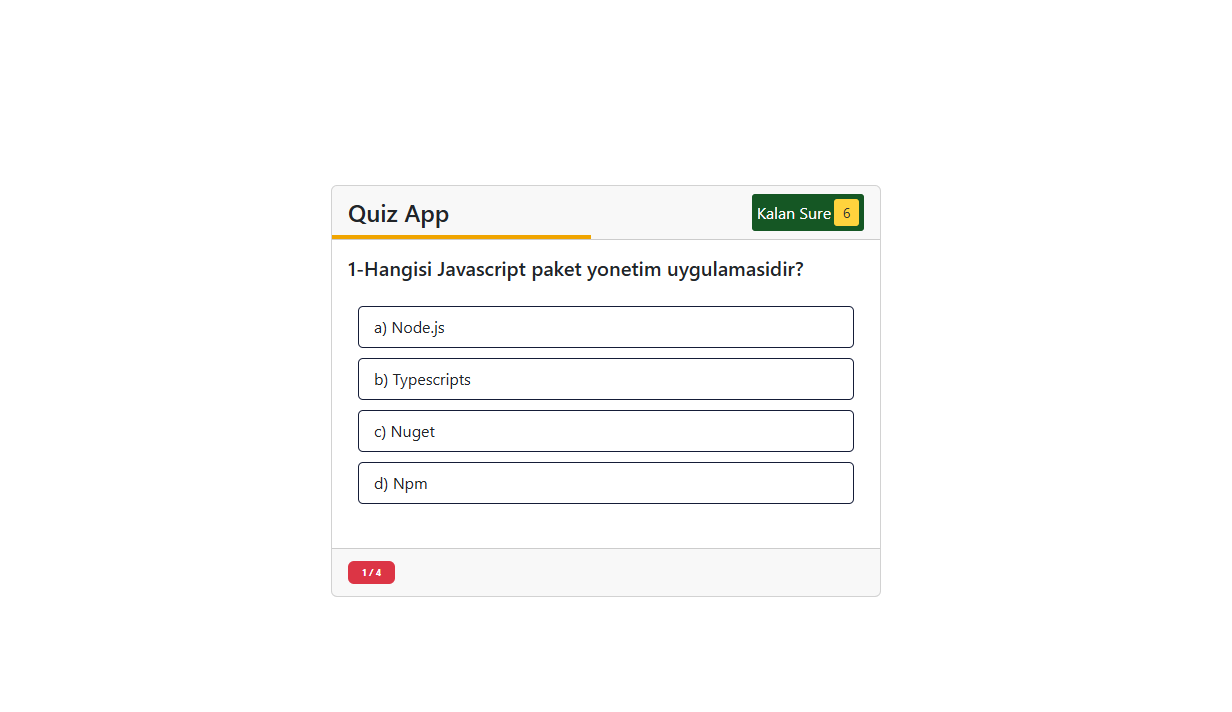 Quiz App
Kalan Sure 6
1-Hangisi Javascript paket yonetim uygulamasidir?
a) Node.js
b) Typescripts
c) Nuget
d) Npm
1 / 4